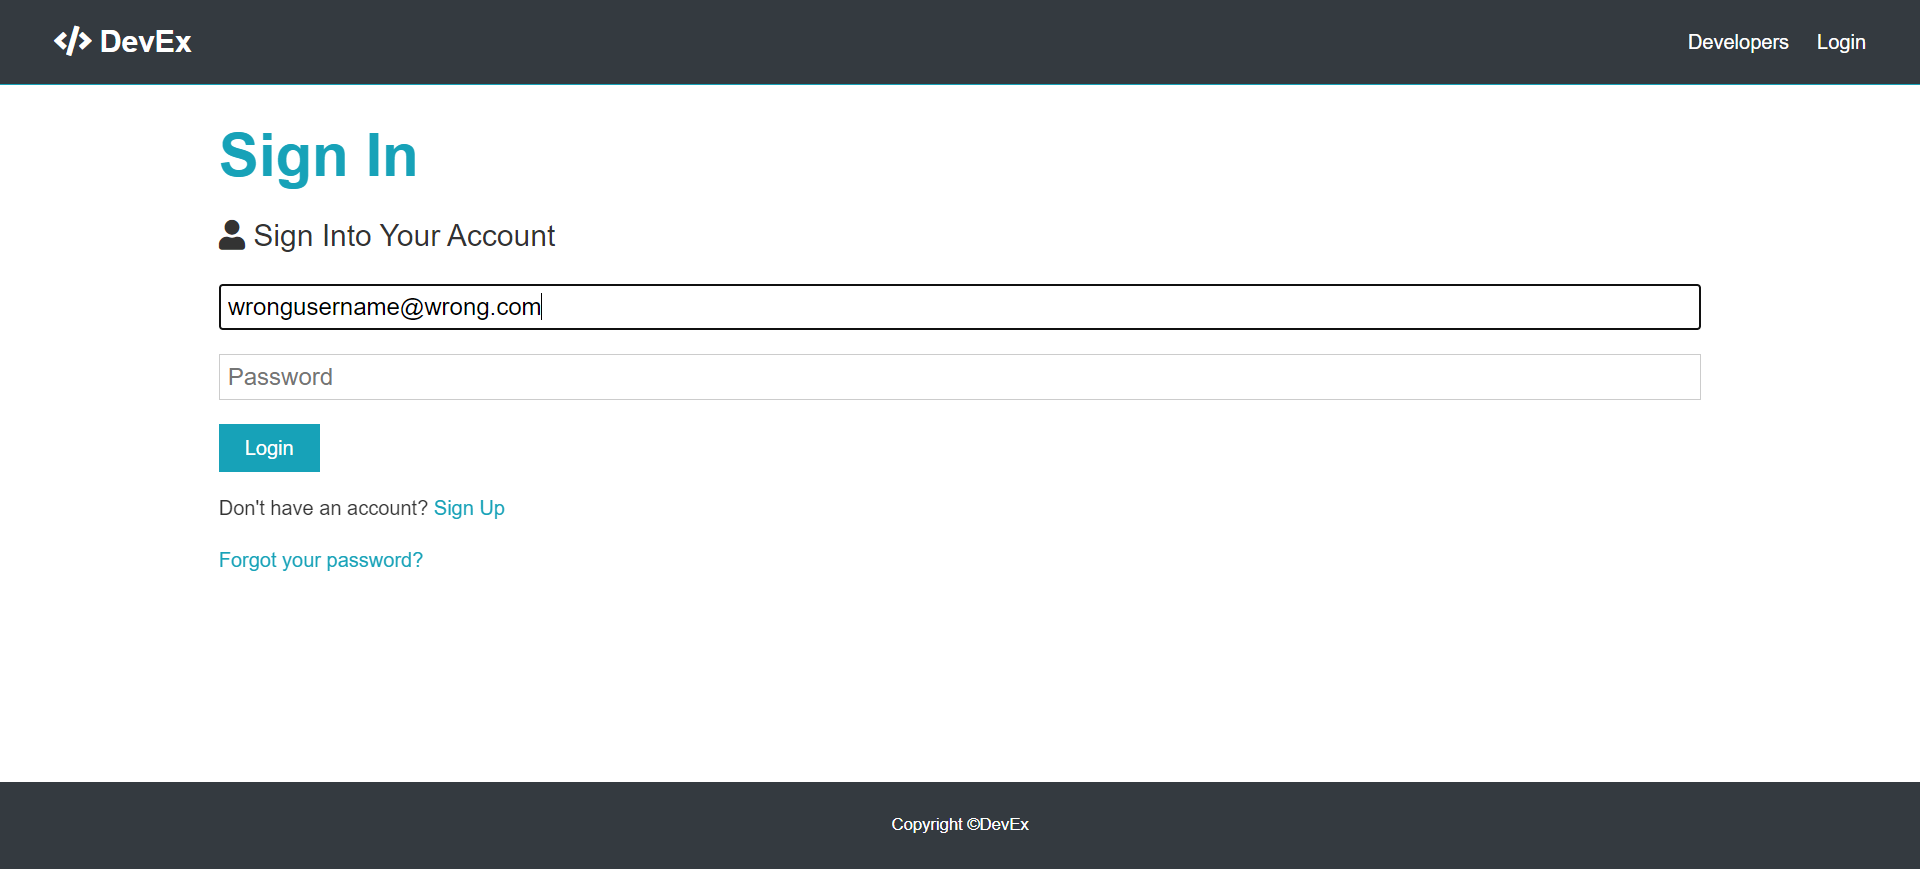 DevEx
Developers Login
Sign In
Sign Into Your Account
wrongusername@wrong.com
Password
Login
Don't have an account? Sign Up
Forgot your password?
Copyright ©DevEx